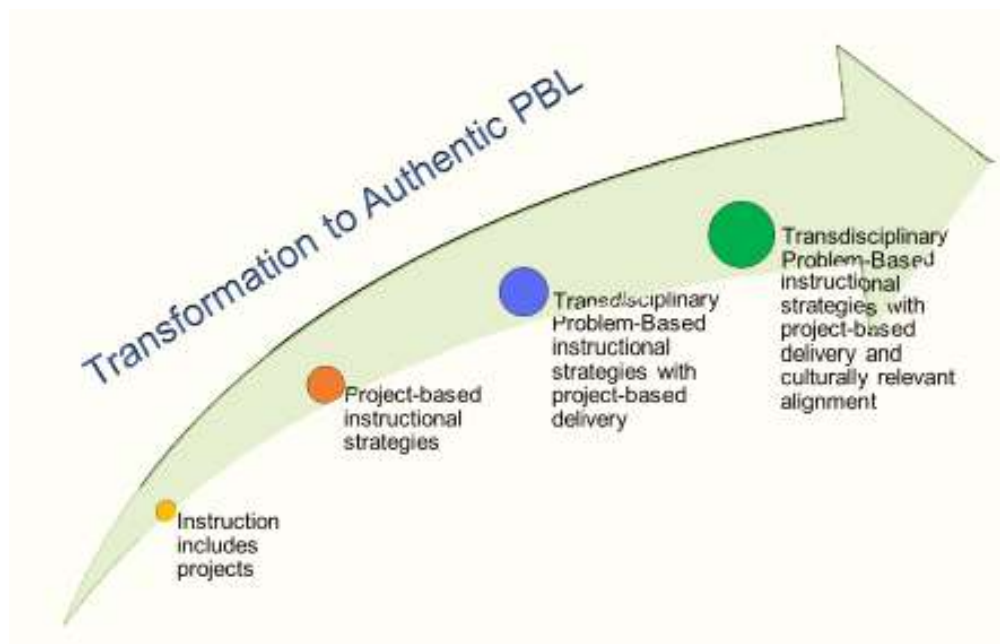 Transformation to Authentic PBL
Instruction
includes
projects
Project-based
instructional
strategies
Transdisciplinary
Problem-Based
instructional
strategies with
project-based
delivery
Transdisciplinary
Problem-Based
instructional
strategies with
project-based
delivery and
culturally relevant
alignment